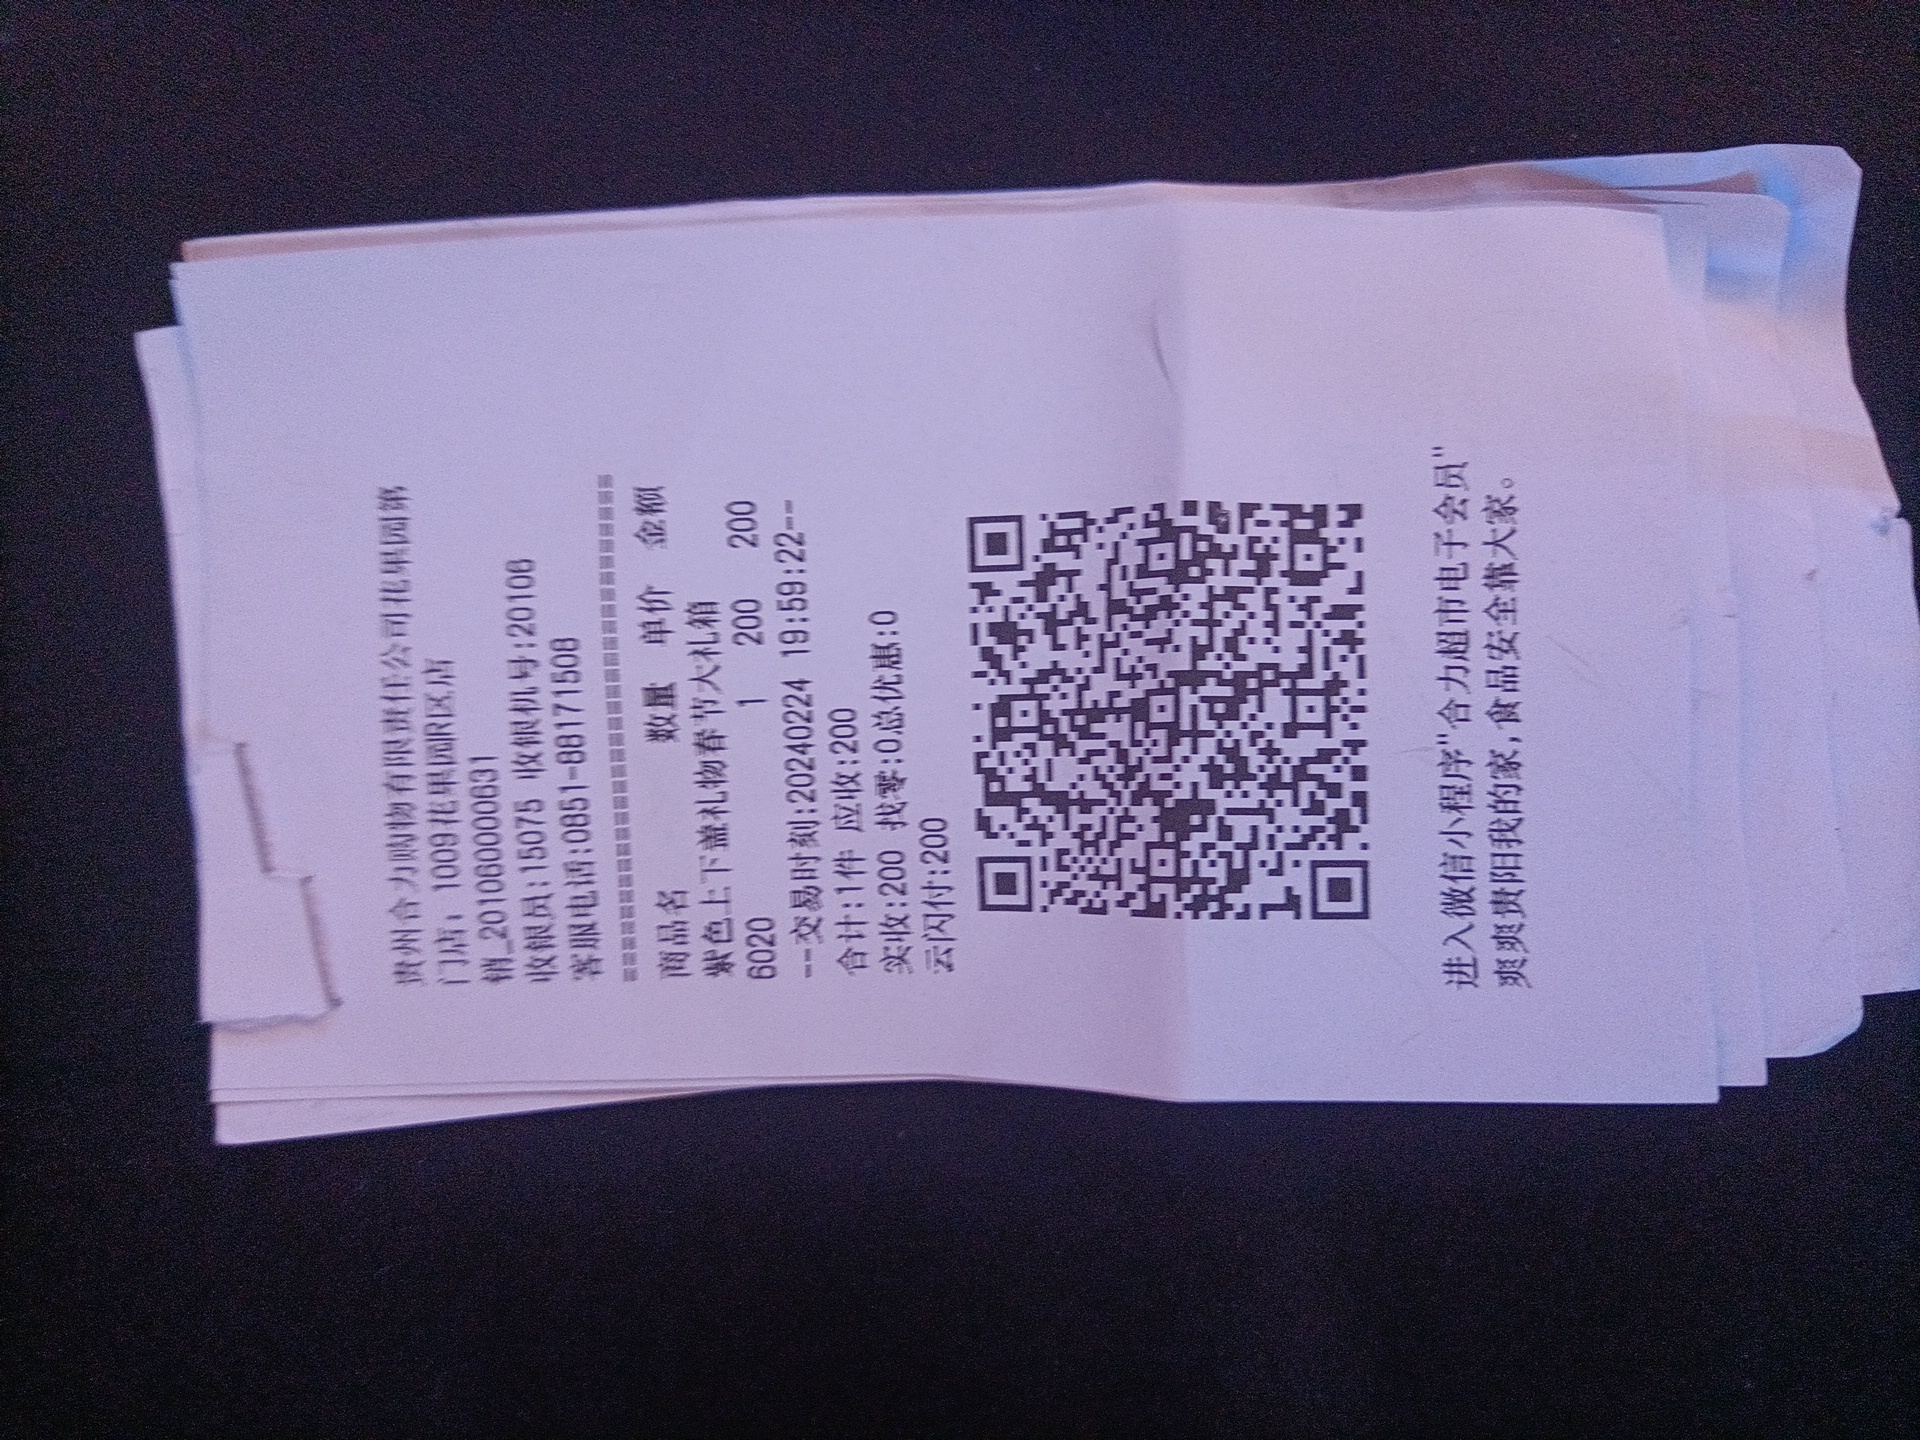 贵州合力购物有限责任公司花果园第
门店: 1009花果园R区店
销_201060000631
收银员:15075 收银机号:20106
客服电话:0851-88171508
================================
商品名 数量 单价 金额
紫色上下盖礼物春节大礼箱
6020 1 200 200
--交易时刻:20240224 19:59:22--
合计:1件 应收:200
实收:200 找零:0总优惠:0
云闪付:200
进入微信小程序"合力超市电子会员"
爽爽贵阳我的家,食品安全靠大家。